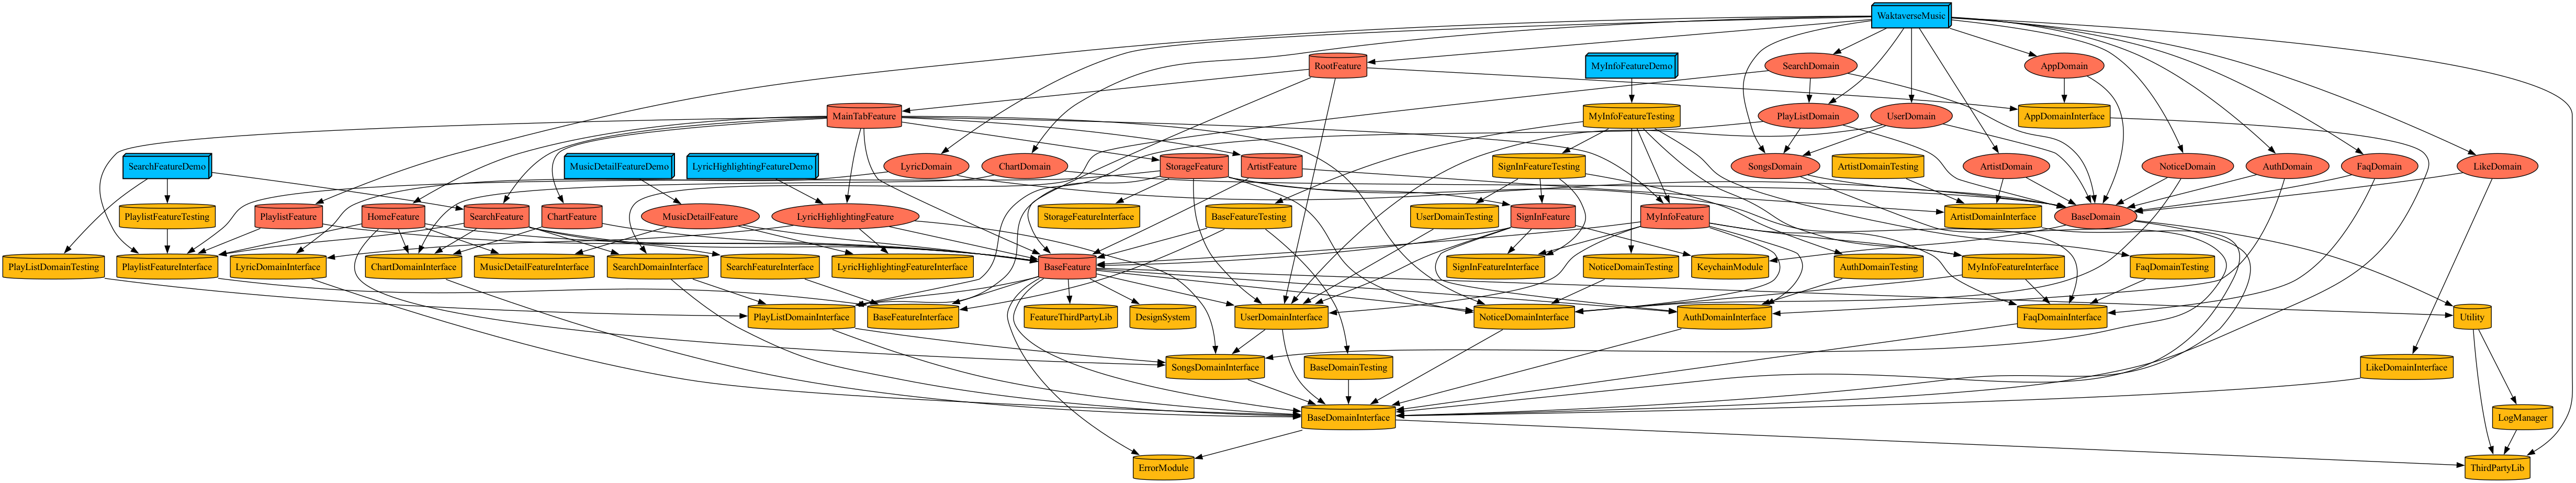 WaktaverseMusic
RootFeature
MyInfoFeatureDemo
SearchDomain
AppDomain
MainTabFeature
MyInfoFeatureTesting
PlayListDomain
UserDomain
AppDomainInterface
SearchFeatureDemo
MusicDetailFeatureDemo
LyricHighlightingFeatureDemo
LyricDomain
ChartDomain
StorageFeature
ArtistFeature
SignInFeatureTesting
SongsDomain
ArtistDomainTesting
ArtistDomain
NoticeDomain
AuthDomain
FaqDomain
LikeDomain
PlaylistFeatureTesting
PlaylistFeature
HomeFeature
SearchFeature
ChartFeature
MusicDetailFeature
LyricHighlightingFeature
StorageFeatureInterface
BaseFeatureTesting
UserDomainTesting
SignInFeature
MyInfoFeature
ArtistDomainInterface
BaseDomain
PlayListDomainTesting
PlaylistFeatureInterface
LyricDomainInterface
ChartDomainInterface
MusicDetailFeatureInterface
SearchDomainInterface
SearchFeatureInterface
LyricHighlightingFeatureInterface
BaseFeature
SignInFeatureInterface
NoticeDomainTesting
KeychainModule
AuthDomainTesting
MyInfoFeatureInterface
FaqDomainTesting
PlayListDomainInterface
BaseFeatureInterface
FeatureThirdPartyLib
DesignSystem
UserDomainInterface
NoticeDomainInterface
AuthDomainInterface
FaqDomainInterface
Utility
SongsDomainInterface
BaseDomainTesting
LikeDomainInterface
BaseDomainInterface
LogManager
ErrorModule
ThirdPartyLib